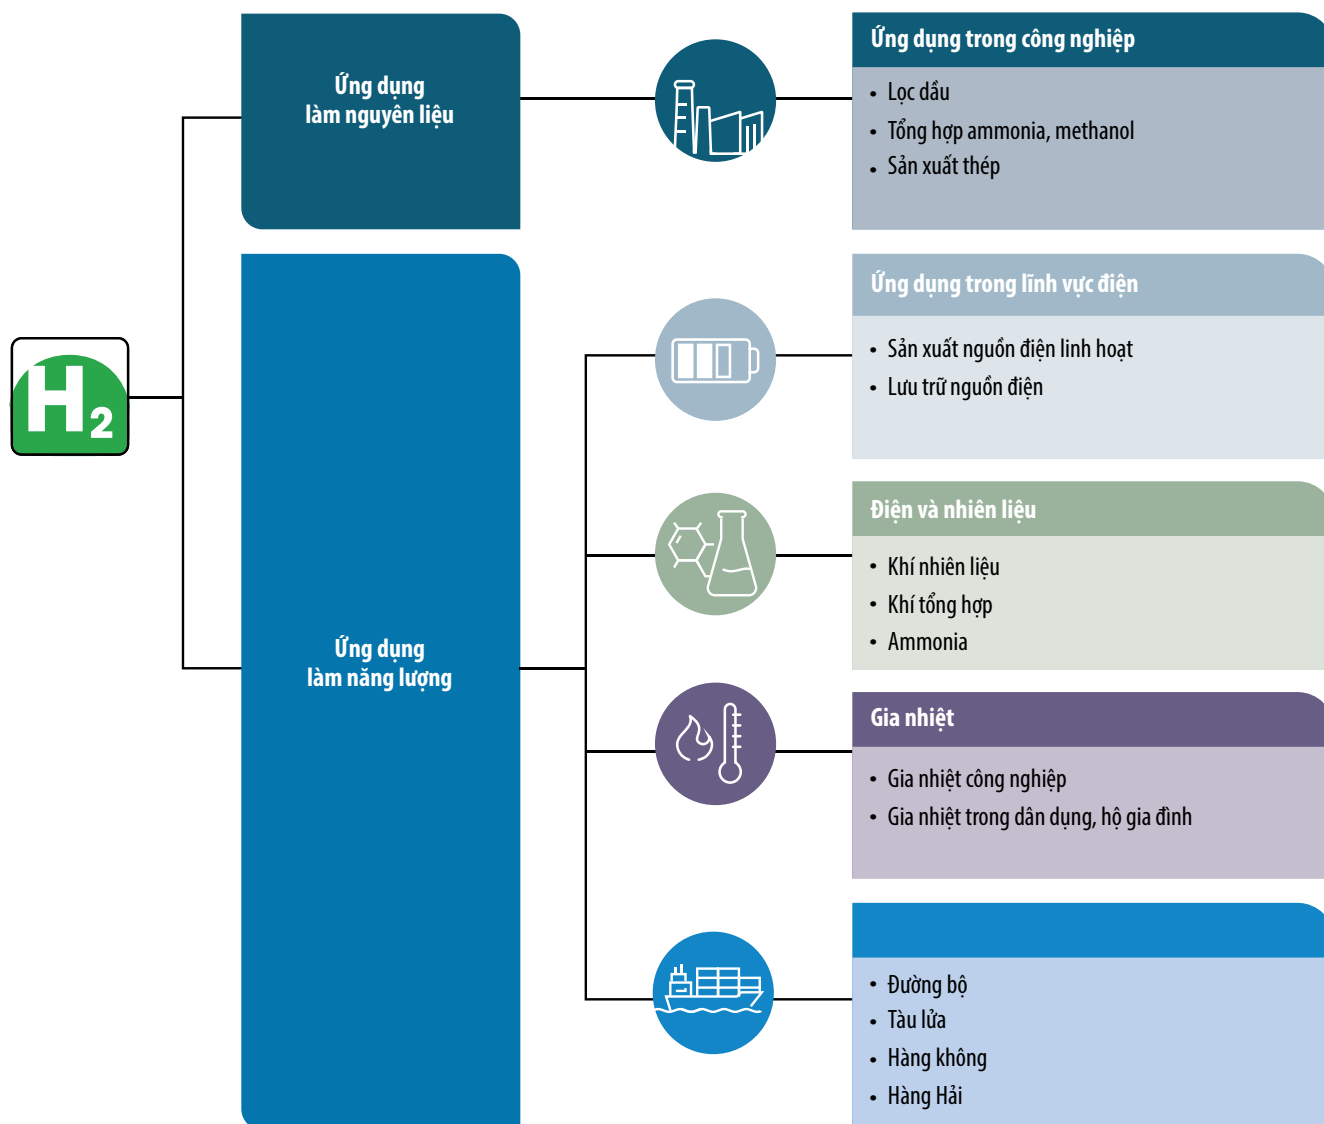 H2
Ứng dụng
làm nguyên liệu
Ứng dụng trong công nghiệp
• Lọc dầu
• Tổng hợp ammonia, methanol
• Sản xuất thép
Ứng dụng
làm năng lượng
Ứng dụng trong lĩnh vực điện
• Sản xuất nguồn điện linh hoạt
• Lưu trữ nguồn điện
Điện và nhiên liệu
• Khí nhiên liệu
• Khí tổng hợp
• Ammonia
Gia nhiệt
• Gia nhiệt công nghiệp
• Gia nhiệt trong dân dụng, hộ gia đình
• Đường bộ
• Tàu lửa
• Hàng không
• Hàng Hải